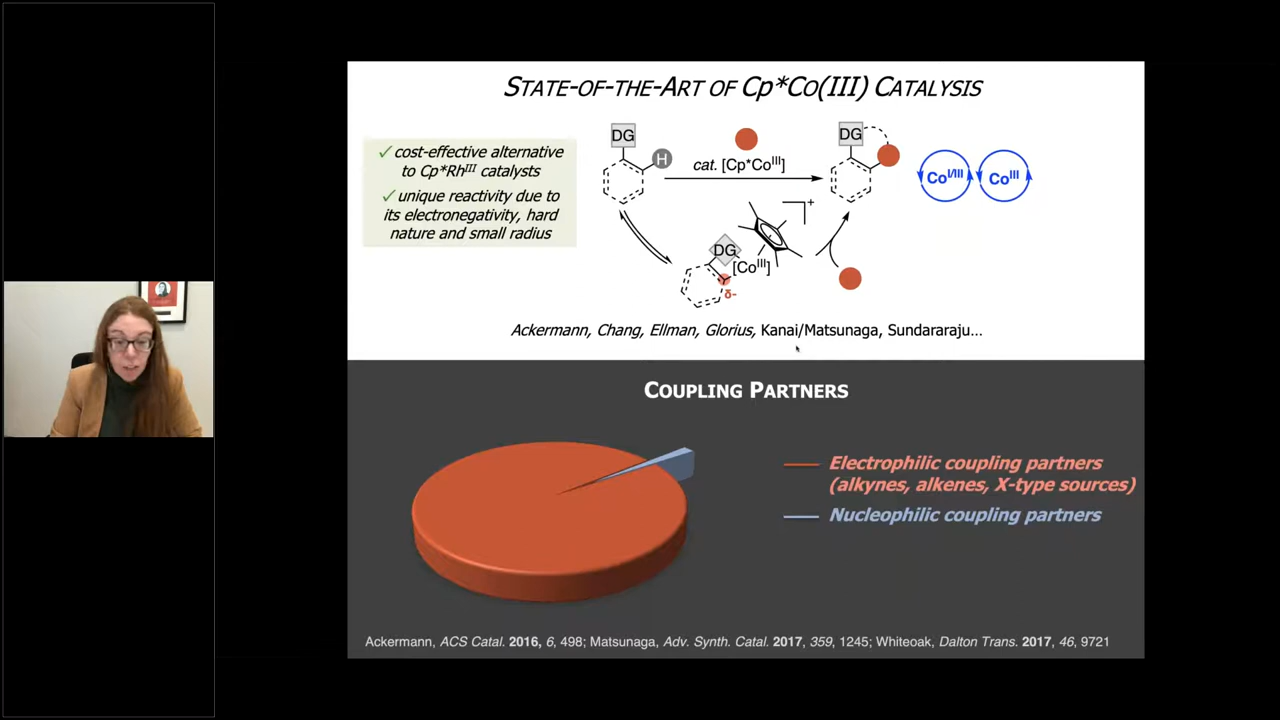 STATE-OF-THE-ART OF Cp*Co(III) CATALYSIS
✓ cost-effective alternative
to Cp*Rhᴵᴵᴵ catalysts
✓ unique reactivity due to
its electronegativity, hard
nature and small radius
DG
H
cat. [Cp*Coᴵᴵᴵ]
DG
Coᴵ/ᴵᴵᴵ
Coᴵᴵᴵ
+
DG
[Coᴵᴵᴵ]
δ-
Ackermann, Chang, Ellman, Glorius, Kanai/Matsunaga, Sundararaju...
COUPLING PARTNERS
Electrophilic coupling partners
(alkynes, alkenes, X-type sources)
Nucleophilic coupling partners
Ackermann, ACS Catal. 2016, 6, 498; Matsunaga, Adv. Synth. Catal. 2017, 359, 1245; Whiteoak, Dalton Trans. 2017, 46, 9721